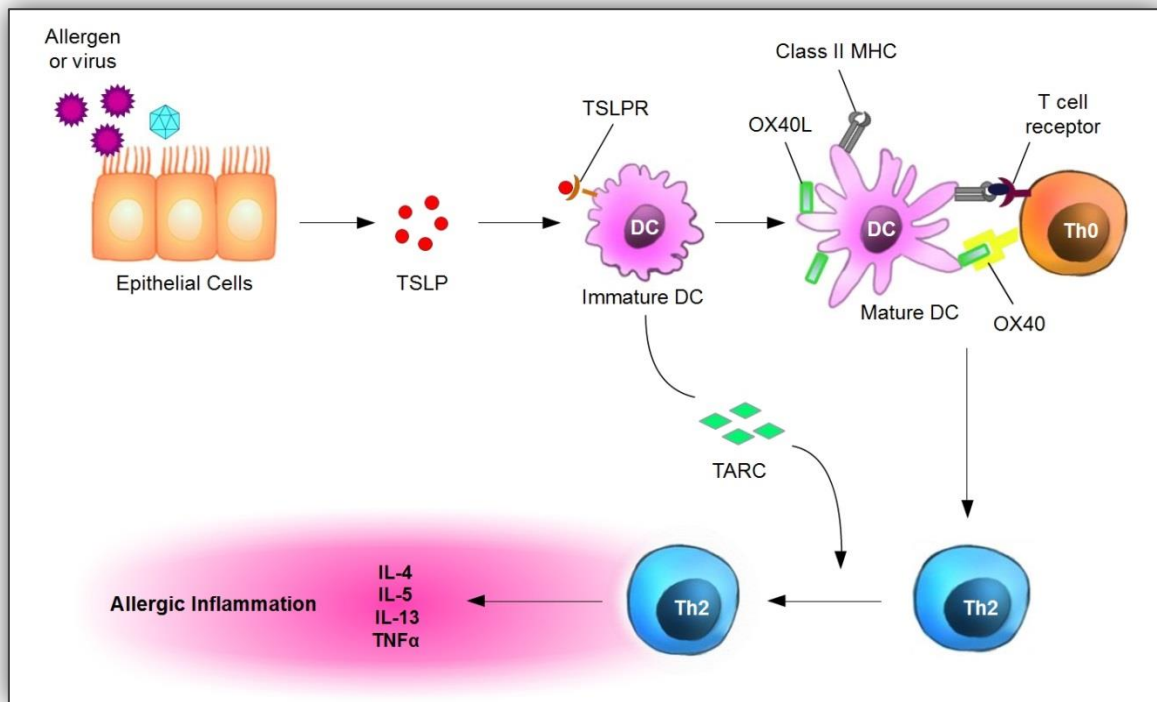 Allergen
or virus
Class II MHC
TSLPR
OX40L
T cell
receptor
DC
DC
Th0
Epithelial Cells
TSLP
Immature DC
Mature DC
OX40
TARC
Allergic Inflammation
IL-4
IL-5
IL-13
TNFα
Th2
Th2